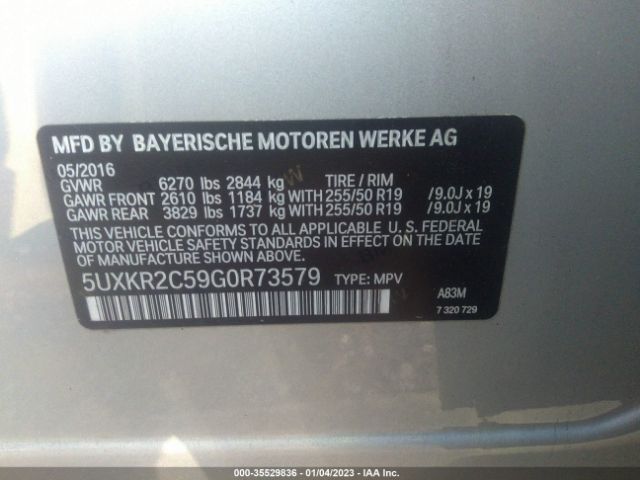 MFD BY BAYERISCHE MOTOREN WERKE AG
05/2016
GVWR 6270 lbs 2844 kg TIRE / RIM
GAWR FRONT 2610 lbs 1184 kg WITH 255/50 R19 /9.0J x 19
GAWR REAR 3829 lbs 1737 kg WITH 255/50 R19 /9.0J x 19
THIS VEHICLE CONFORMS TO ALL APPLICABLE U. S. FEDERAL
MOTOR VEHICLE SAFETY STANDARDS IN EFFECT ON THE DATE
OF MANUFACTURE SHOWN ABOVE.
5UXKR2C59G0R73579 TYPE: MPV
A83M
7 320 729
000-35529836 - 01/04/2023 - IAA Inc.